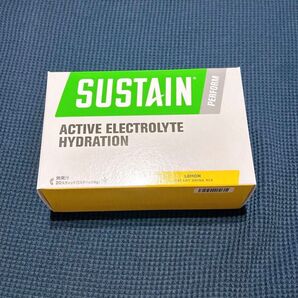 SUSTAIN
PERFORM
ACTIVE ELECTROLYTE
HYDRATION
LEMON